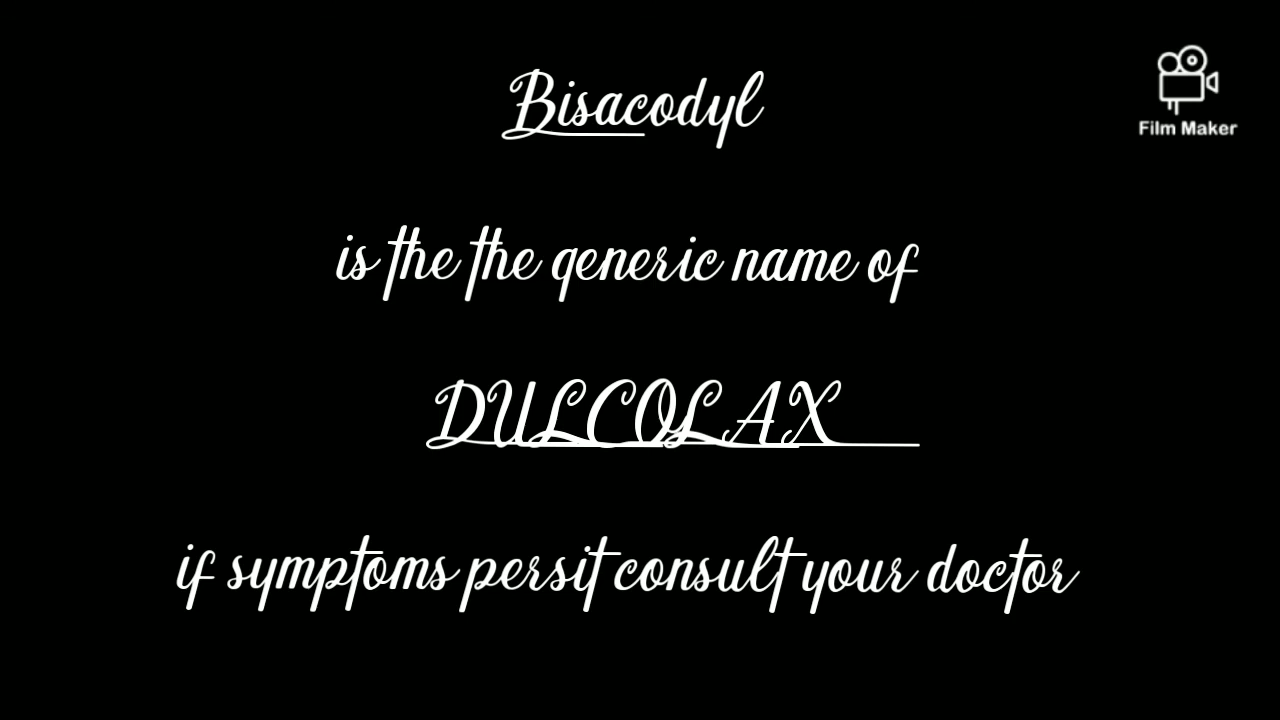 Bisacodyl
Film Maker
is the the generic name of
DULCOLAX
if symptoms persit consult your doctor